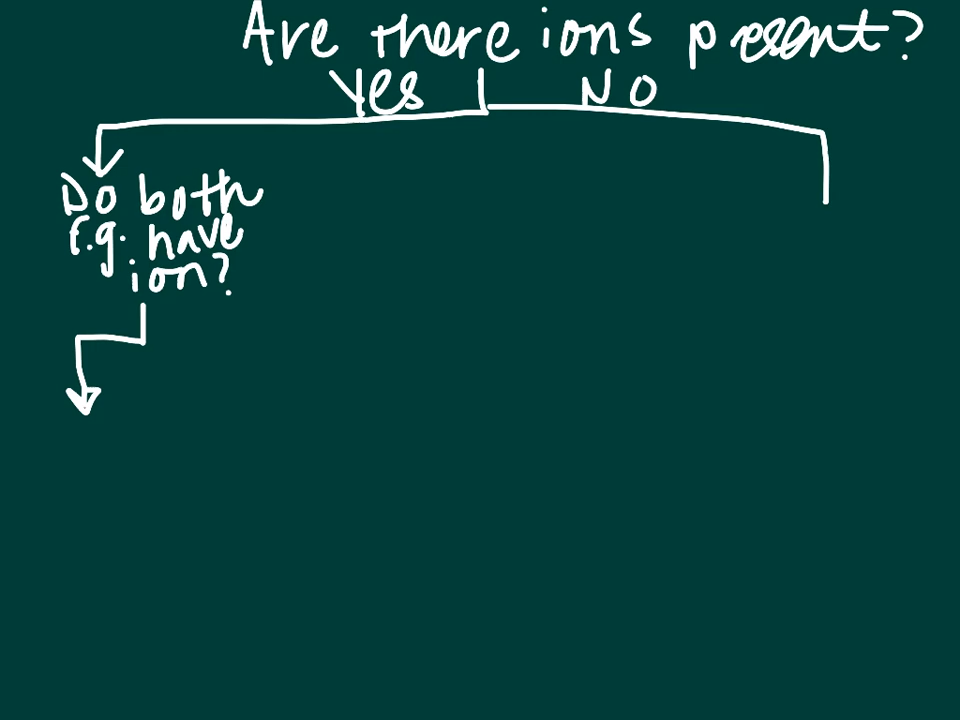 Are there ions present?
Yes No
Do both
f.g. have
ion?